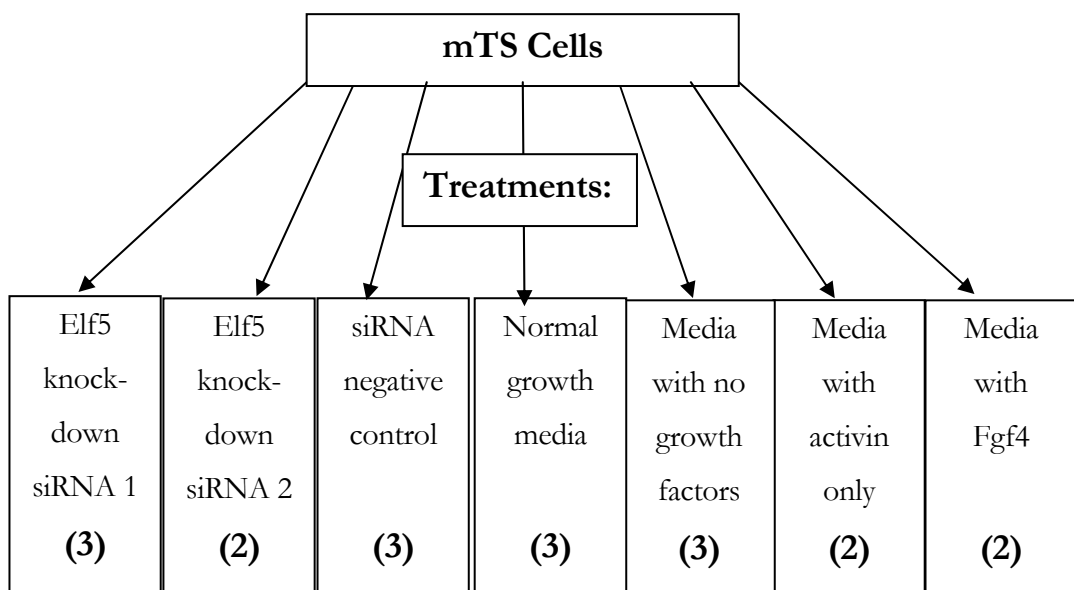 mTS Cells
Treatments:
Elf5
knock-
down
siRNA 1
(3)
Elf5
knock-
down
siRNA 2
(2)
siRNA
negative
control
(3)
Normal
growth
media
(3)
Media
with no
growth
factors
(3)
Media
with
activin
only
(2)
Media
with
Fgf4
(2)